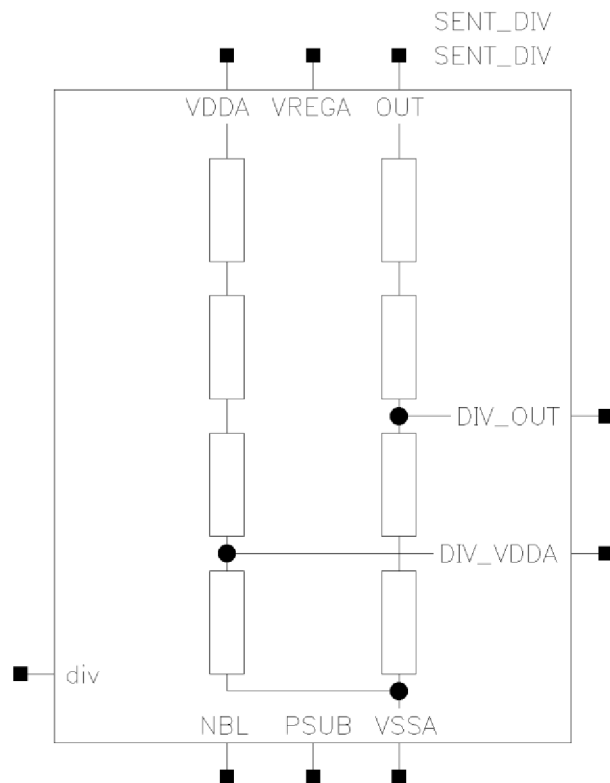 SENT_DIV
SENT_DIV
VDDA VREGA OUT
DIV_OUT
DIV_VDDA
div
NBL PSUB VSSA